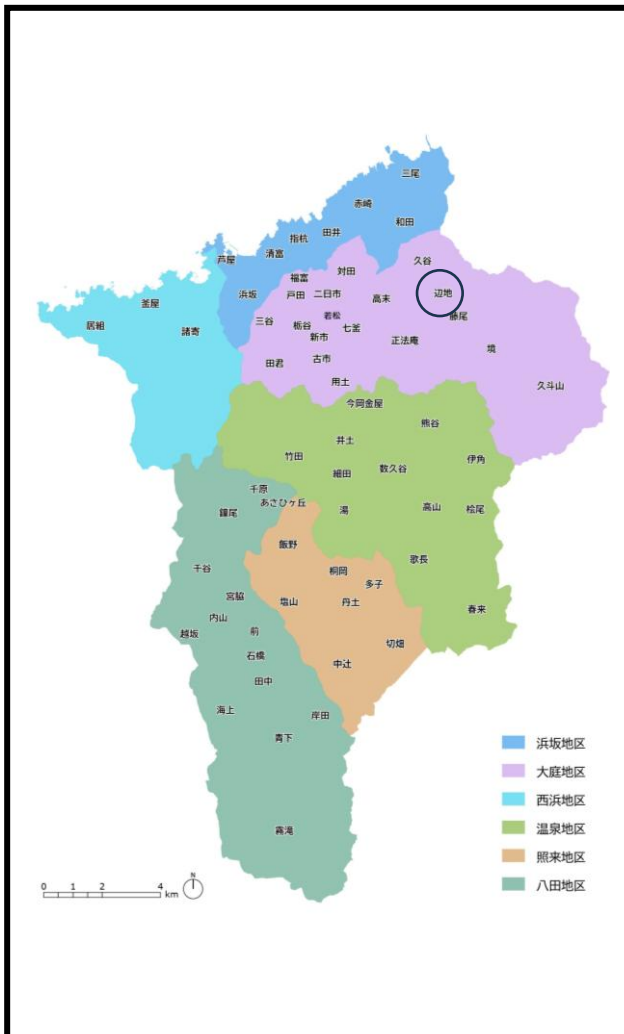 三尾
赤崎
和田
田井
指杭
清富
芦屋
浜坂
釜屋
居組
諸寄
久谷
対田
福富
辺地
戸田
二日市
高末
藤尾
三谷
栃谷
若松
七釜
新市
正法庵
境
田君
古市
用土
久斗山
今岡金屋
熊谷
井土
竹田
伊角
細田
数久谷
湯
高山
桧尾
歌長
春来
千原
あさひヶ丘
鐘尾
飯野
桐岡
多子
千谷
塩山
丹土
宮脇
内山
越坂
前
切畑
石橋
中辻
田中
海上
岸田
青下
霧滝
浜坂地区
大庭地区
西浜地区
温泉地区
照来地区
八田地区
0 1 2 4
km
N